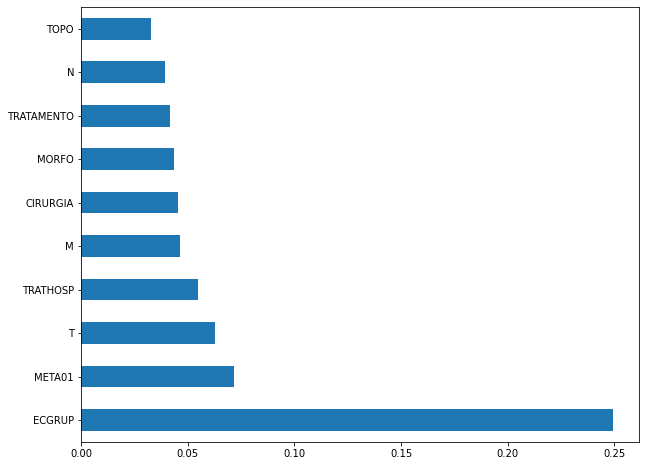 TOPO
N
TRATAMENTO
MORFO
CIRURGIA
M
TRATHOSP
T
META01
ECGRUP
0.00 0.05 0.10 0.15 0.20 0.25